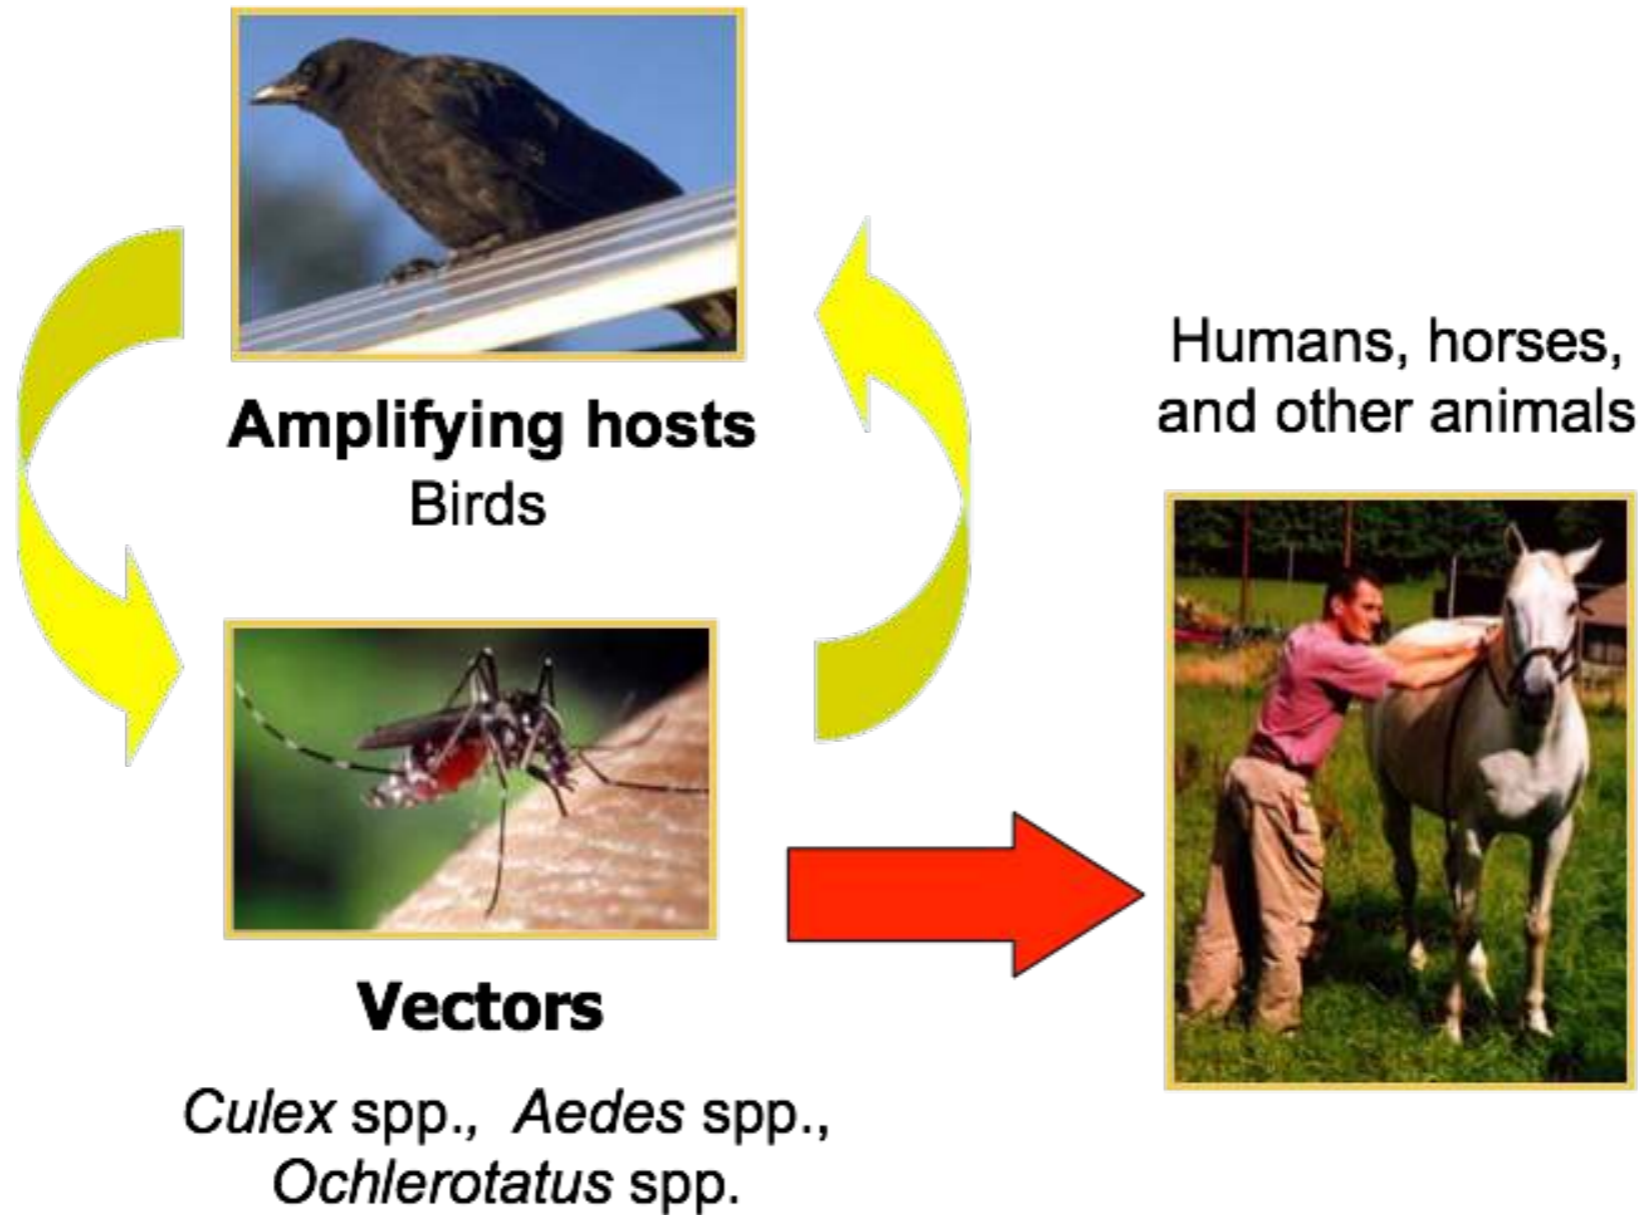 Amplifying hosts
Birds
Humans, horses,
and other animals
Vectors
Culex spp., Aedes spp.,
Ochlerotatus spp.